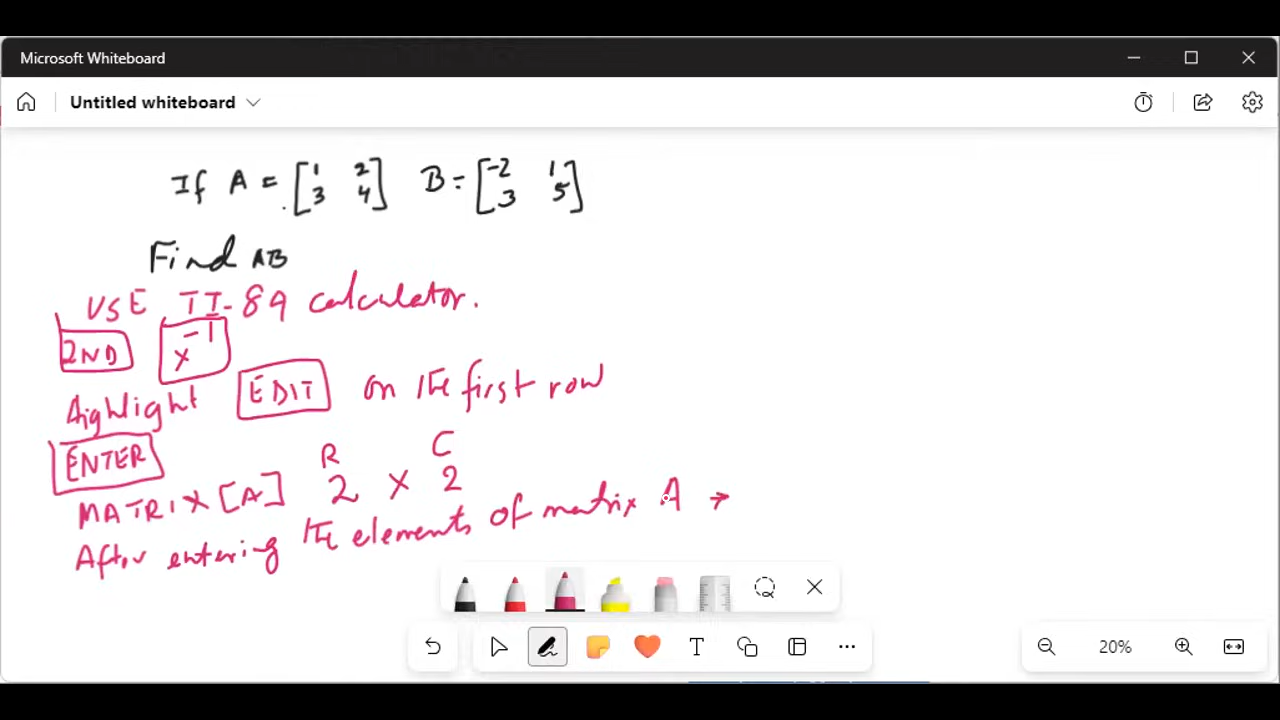 Microsoft Whiteboard
Untitled whiteboard
If A = [1 2 3 4] B = [-2 1 3 5]
Find AB
USE TI-89 calculator.
2ND x⁻¹
Highlight EDIT on the first row
ENTER
R C
MATRIX [A] 2 × 2
After entering the elements of matrix A →
T
20%